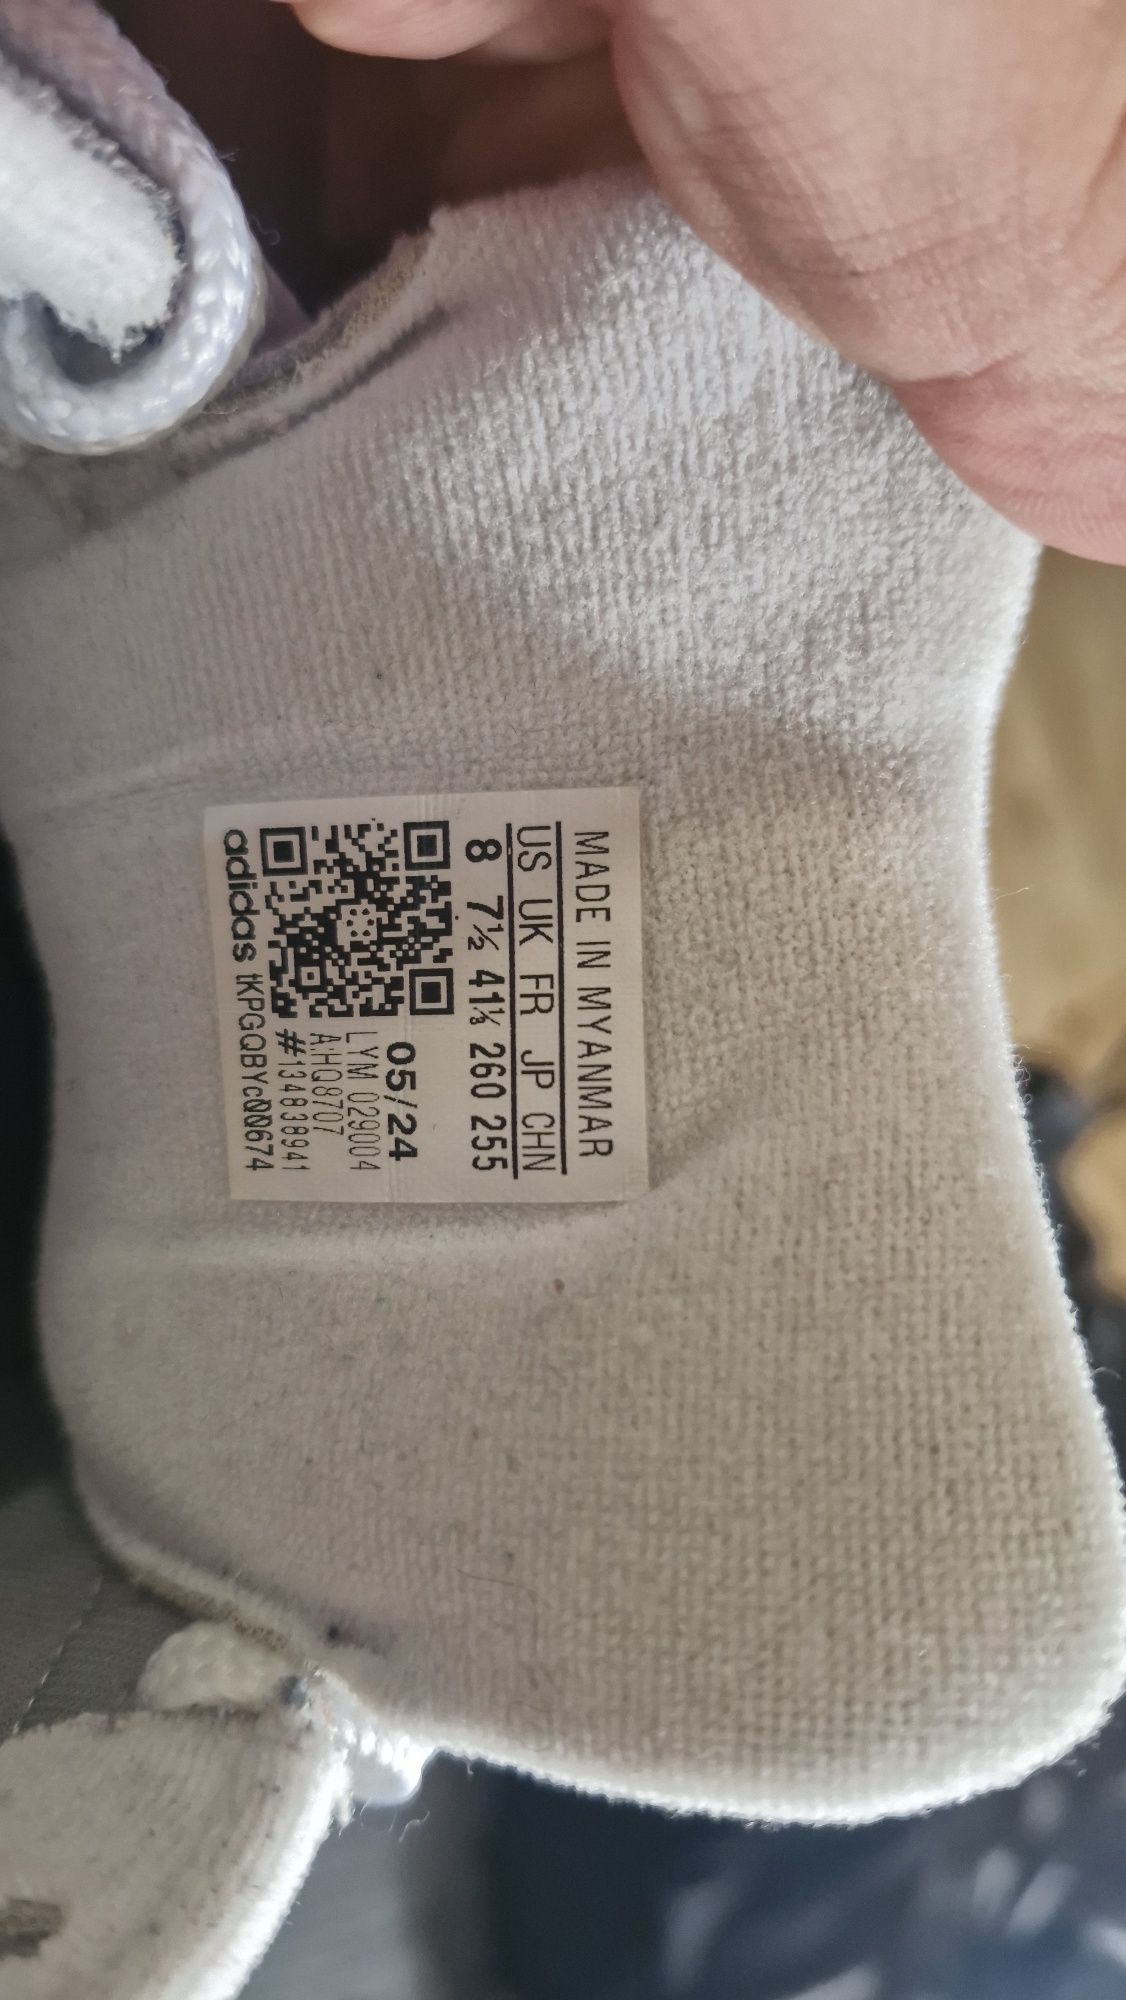 MADE IN MYANMAR
US UK FR JP CHN
8 7½ 41⅓ 260 255
05/24
LYM 029004
A:HQ8707
#134838941
adidas